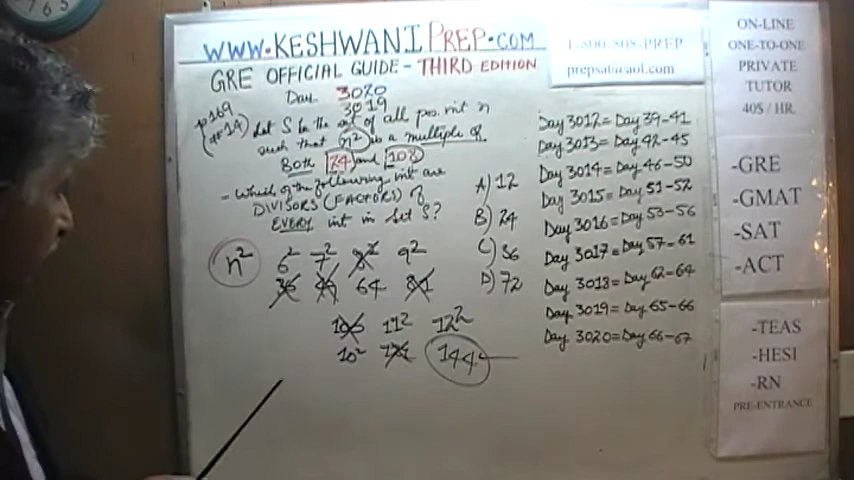 WWW.KESHWANIPREP.COM
GRE OFFICIAL GUIDE - THIRD EDITION
Day 3020
3019
p169
(#19) Let S be the set of all pos. int n
such that n² is a multiple of
BOTH 24 and 108
- Which of the following int are
DIVISORS (FACTORS) of
EVERY int in Set S?
A) 12
B) 24
C) 36
D) 72
n²
6² 7² 8² 9²
36 49 64 81
100 11² 12²
10² 121 144
Day 3012 = Day 39-41
Day 3013 = Day 42-45
Day 3014 = Day 46-50
Day 3015 = Day 51-52
Day 3016 = Day 53-56
Day 3017 = Day 57-61
Day 3018 = Day 62-64
Day 3019 = Day 65-66
Day 3020 = Day 66-67
1-800-808-PREP
prepsat@aol.com
ON-LINE
ONE-TO-ONE
PRIVATE
TUTOR
40$ / HR.
-GRE
-GMAT
-SAT
-ACT
-TEAS
-HESI
-RN
PRE-ENTRANCE
7 6 5